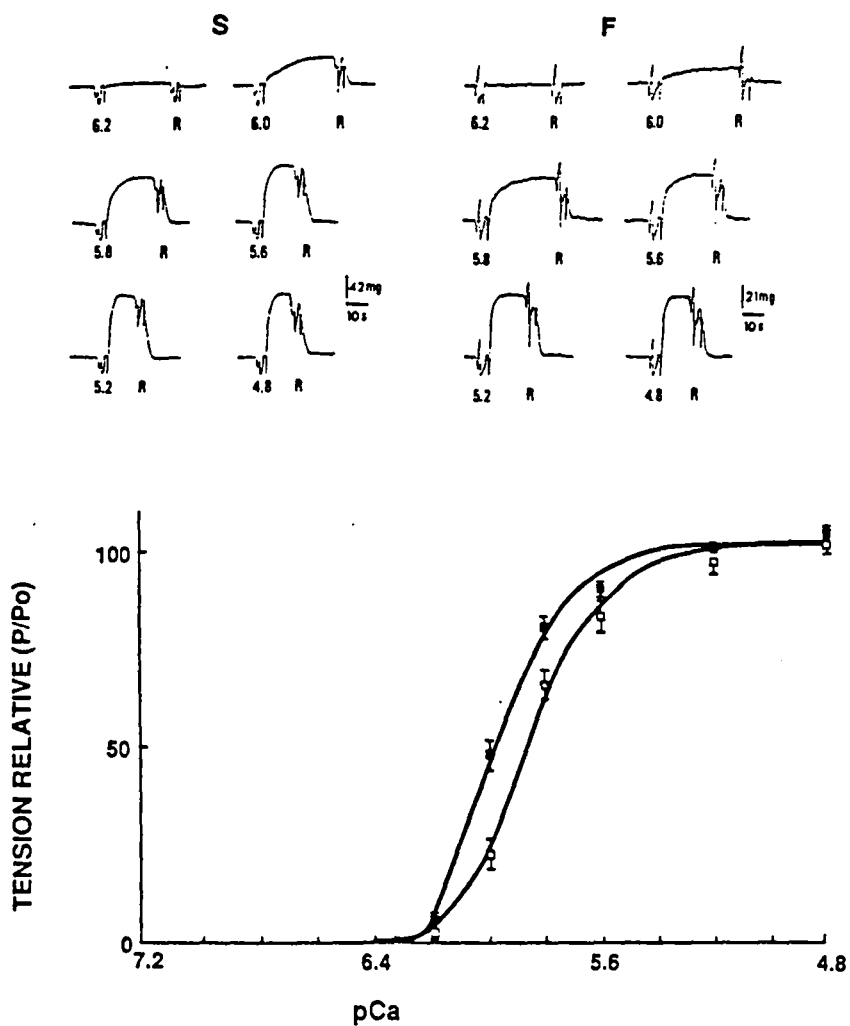 S F
6.2 R 6.0 R 6.2 R 6.0 R
5.8 R 5.6 R 5.8 R 5.6 R
42mg
10s
21mg
10s
5.2 R 4.8 R 5.2 R 4.8 R
TENSION RELATIVE (P/Po)
100
50
0
7.2 6.4 5.6 4.8
pCa